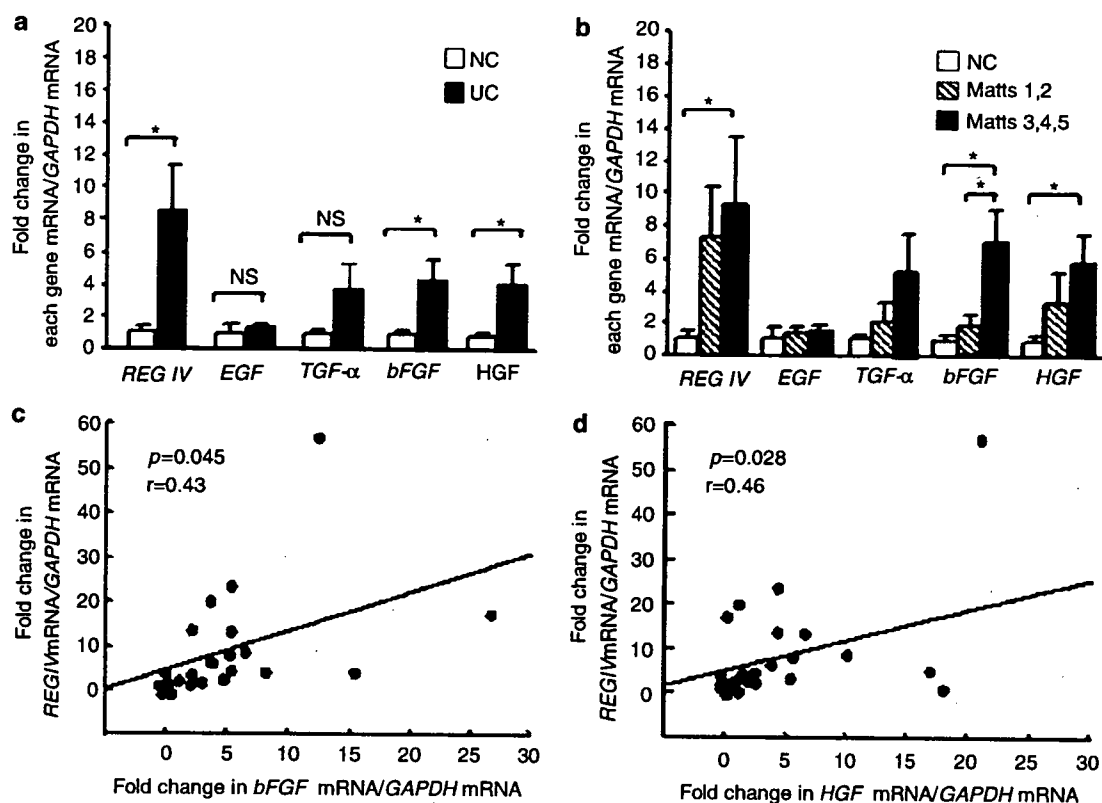 a
Fold change in
each gene mRNA/GAPDH mRNA
20
18
16
14
12
10
8
6
4
2
0
NC
UC
*
NS
NS
*
*
REG IV EGF TGF-α bFGF HGF
b
Fold change in
each gene mRNA/GAPDH mRNA
20
18
16
14
12
10
8
6
4
2
0
NC
Matts 1,2
Matts 3,4,5
*
*
*
*
REG IV EGF TGF-α bFGF HGF
c
Fold change in
REGIVmRNA/GAPDH mRNA
60
50
40
30
20
10
0
p=0.045
r=0.43
0 5 10 15 20 25 30
Fold change in bFGF mRNA/GAPDH mRNA
d
Fold change in
REGIVmRNA/GAPDH mRNA
60
50
40
30
20
10
0
p=0.028
r=0.46
0 5 10 15 20 25 30
Fold change in HGF mRNA/GAPDH mRNA